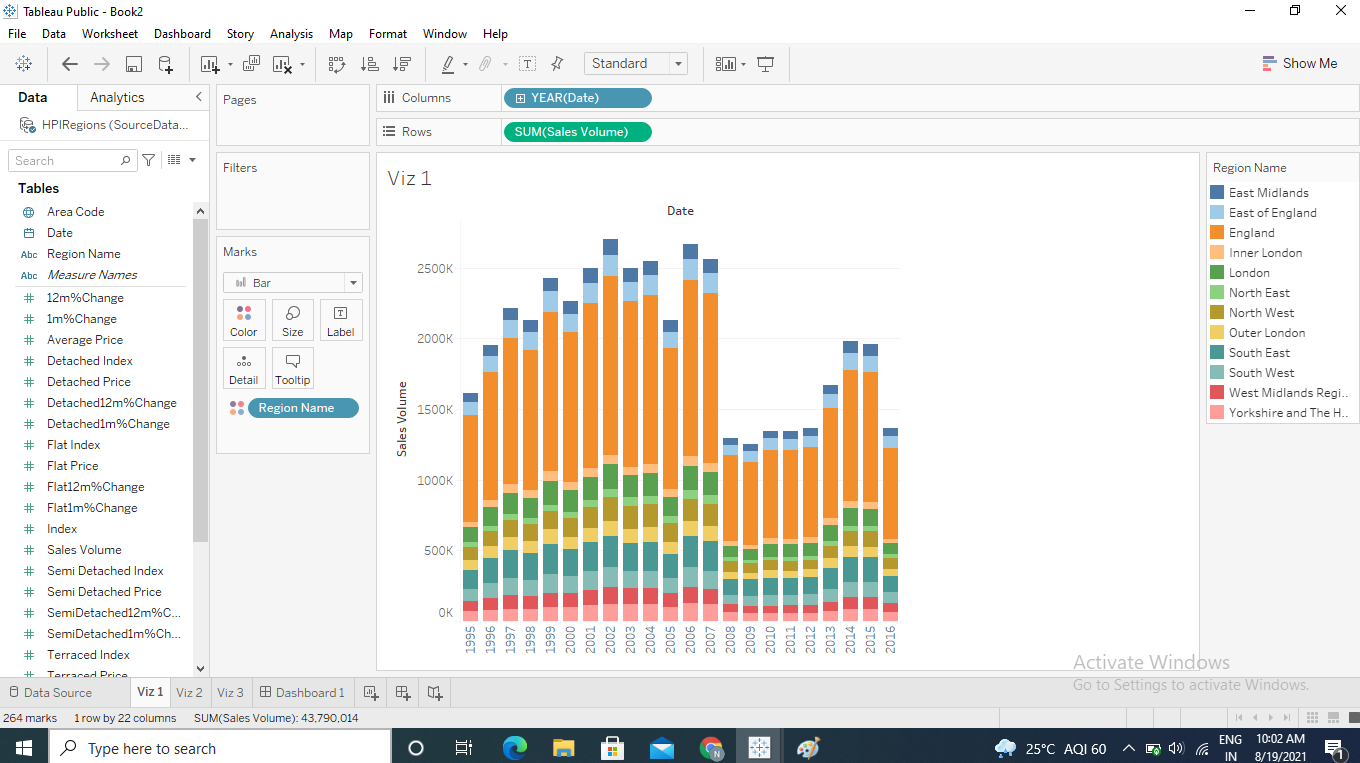 Tableau Public - Book2
File Data Worksheet Dashboard Story Analysis Map Format Window Help
Standard
Show Me
Data Analytics
HPIRegions (SourceData...
Search
Tables
Area Code
Date
Abc Region Name
Abc Measure Names
12m%Change
1m%Change
Average Price
Detached Index
Detached Price
Detached12m%Change
Detached1m%Change
Flat Index
Flat Price
Flat12m%Change
Flat1m%Change
Index
Sales Volume
Semi Detached Index
Semi Detached Price
SemiDetached12m%C...
SemiDetached1m%Ch...
Terraced Index
Terraced Price
Pages
Filters
Marks
Bar
Color Size Label
Detail Tooltip
Region Name
Columns YEAR(Date)
Rows SUM(Sales Volume)
Viz 1
Date
Sales Volume
2500K
2000K
1500K
1000K
500K
0K
1995 1996 1997 1998 1999 2000 2001 2002 2003 2004 2005 2006 2007 2008 2009 2010 2011 2012 2013 2014 2015 2016
Region Name
East Midlands
East of England
England
Inner London
London
North East
North West
Outer London
South East
South West
West Midlands Regi..
Yorkshire and The H..
Activate Windows
Go to Settings to activate Windows.
Data Source Viz 1 Viz 2 Viz 3 Dashboard 1
264 marks 1 row by 22 columns SUM(Sales Volume): 43,790,014
Type here to search
N
25°C AQI 60
ENG
IN
10:02 AM
8/19/2021
1